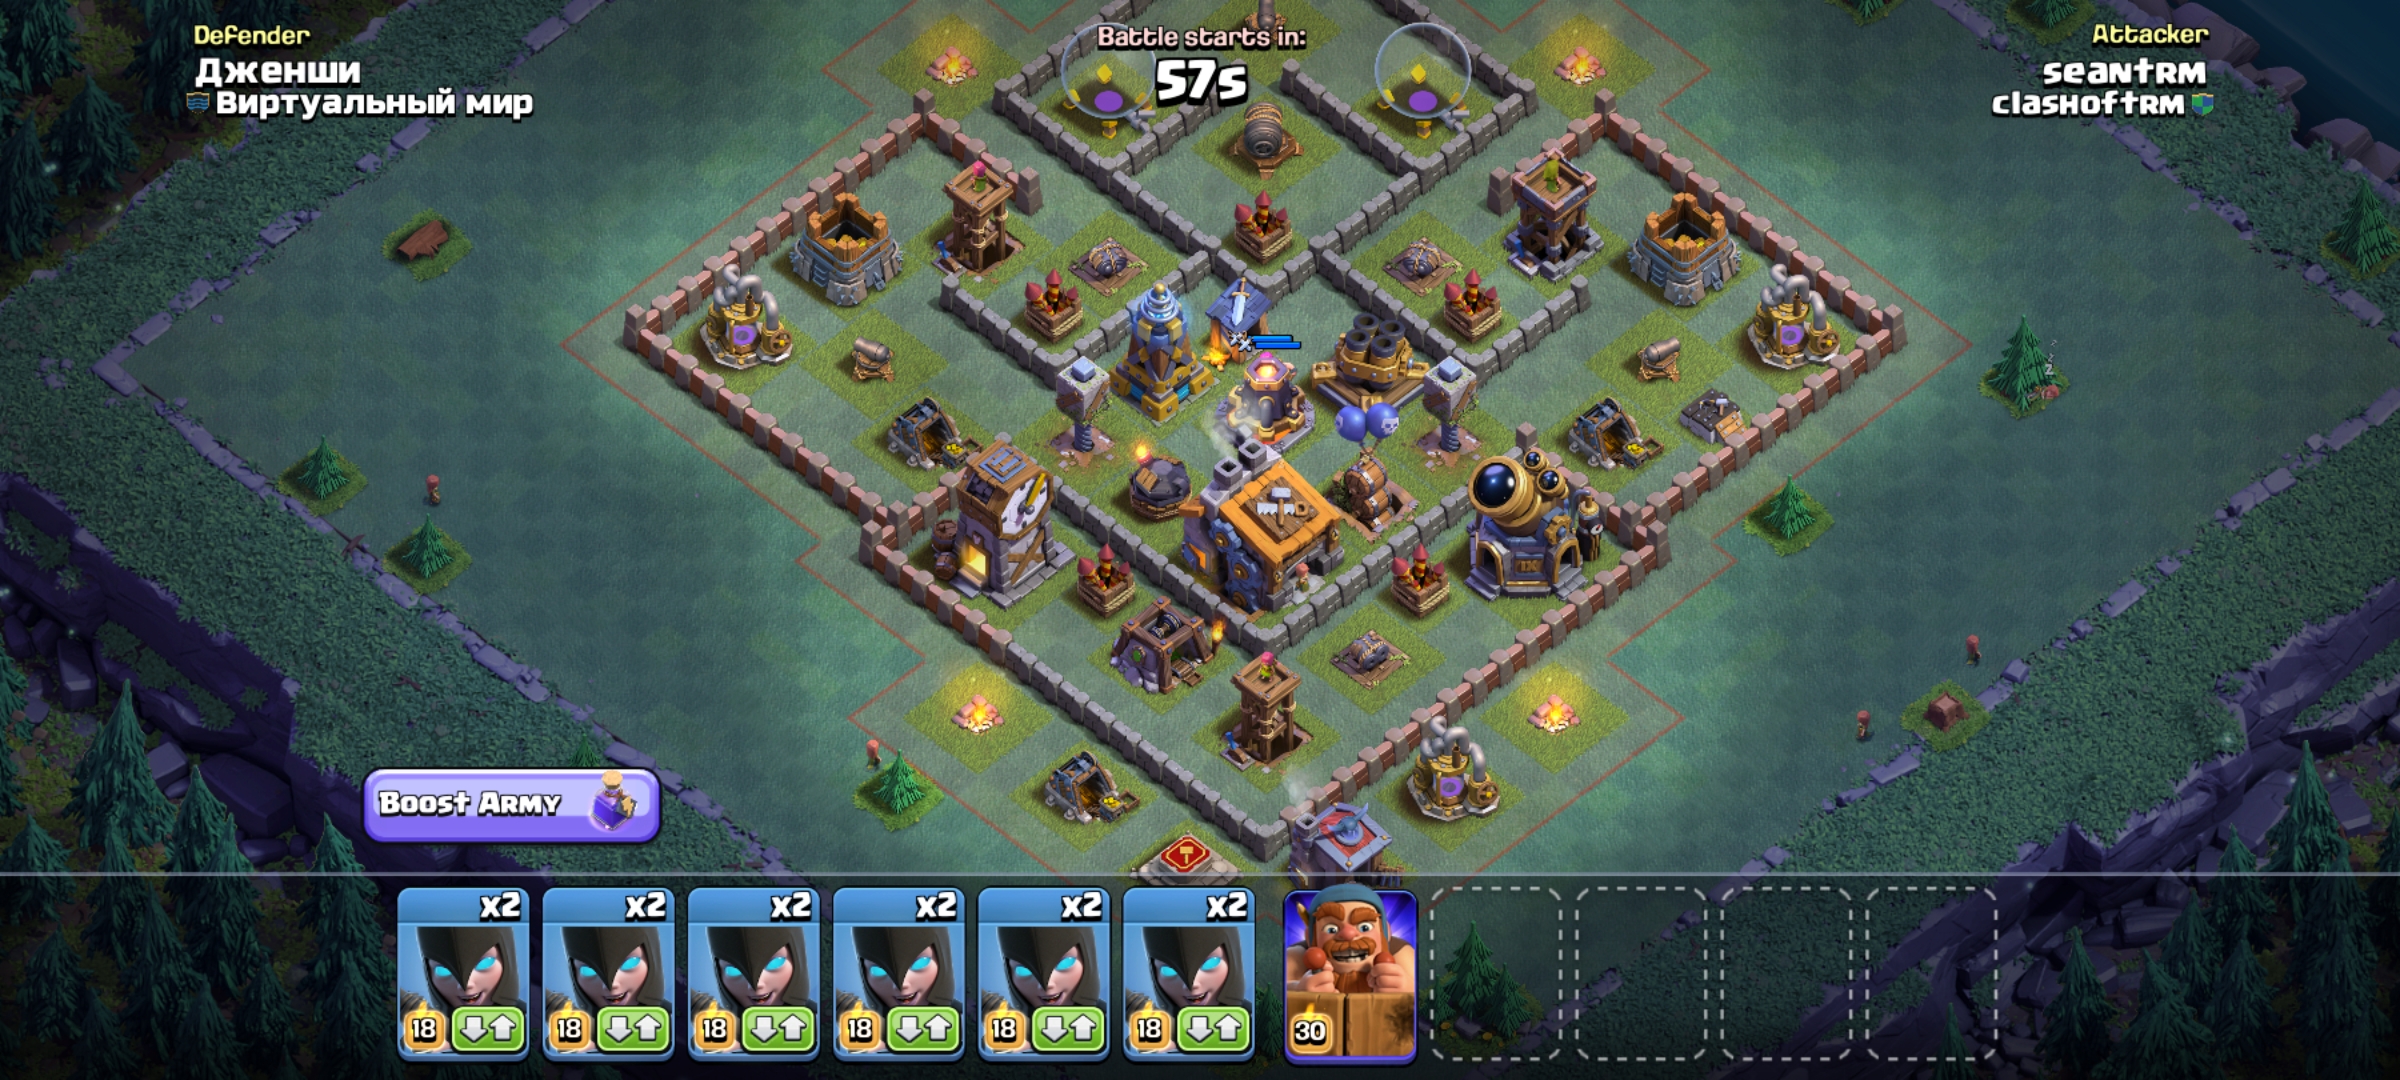 Defender
Дженши
Виртуальный мир
Battle starts in:
57s
Attacker
seantRM
clashoftRM
Boost Army
x2
x2
x2
x2
x2
x2
18
18
18
18
18
18
30